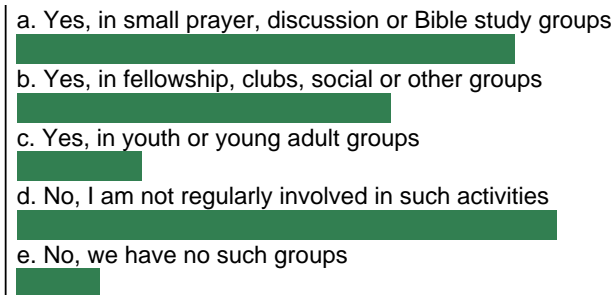 a. Yes, in small prayer, discussion or Bible study groups
b. Yes, in fellowship, clubs, social or other groups
c. Yes, in youth or young adult groups
d. No, I am not regularly involved in such activities
e. No, we have no such groups